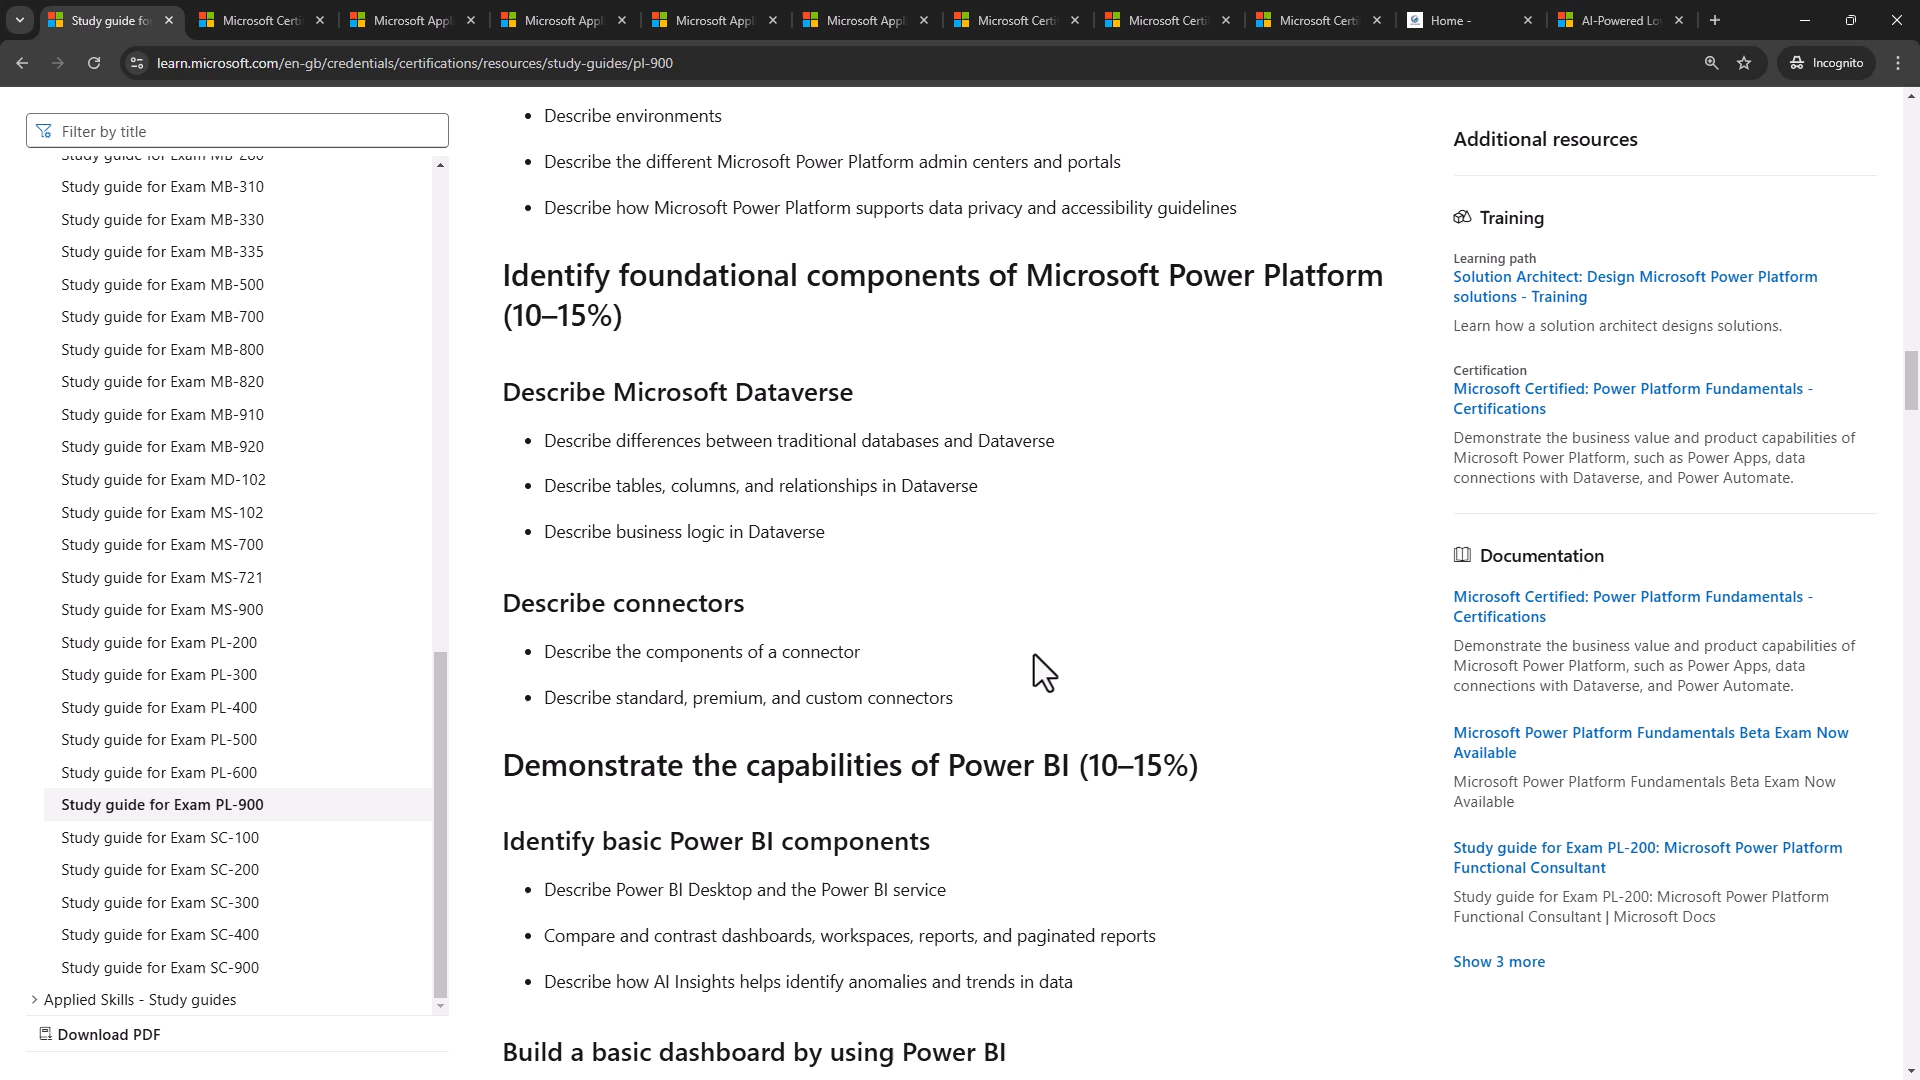 Study guide fo
Microsoft Certi
Microsoft Appl
Microsoft Appl
Microsoft Appl
Microsoft Appl
Microsoft Certi
Microsoft Certi
Microsoft Certi
Home -
AI-Powered Lo
learn.microsoft.com/en-gb/credentials/certifications/resources/study-guides/pl-900
Incognito
Filter by title
Study guide for Exam MB-280
Study guide for Exam MB-310
Study guide for Exam MB-330
Study guide for Exam MB-335
Study guide for Exam MB-500
Study guide for Exam MB-700
Study guide for Exam MB-800
Study guide for Exam MB-820
Study guide for Exam MB-910
Study guide for Exam MB-920
Study guide for Exam MD-102
Study guide for Exam MS-102
Study guide for Exam MS-700
Study guide for Exam MS-721
Study guide for Exam MS-900
Study guide for Exam PL-200
Study guide for Exam PL-300
Study guide for Exam PL-400
Study guide for Exam PL-500
Study guide for Exam PL-600
Study guide for Exam PL-900
Study guide for Exam SC-100
Study guide for Exam SC-200
Study guide for Exam SC-300
Study guide for Exam SC-400
Study guide for Exam SC-900
Applied Skills - Study guides
Download PDF
• Describe environments
• Describe the different Microsoft Power Platform admin centers and portals
• Describe how Microsoft Power Platform supports data privacy and accessibility guidelines
Identify foundational components of Microsoft Power Platform
(10–15%)
Describe Microsoft Dataverse
• Describe differences between traditional databases and Dataverse
• Describe tables, columns, and relationships in Dataverse
• Describe business logic in Dataverse
Describe connectors
• Describe the components of a connector
• Describe standard, premium, and custom connectors
Demonstrate the capabilities of Power BI (10–15%)
Identify basic Power BI components
• Describe Power BI Desktop and the Power BI service
• Compare and contrast dashboards, workspaces, reports, and paginated reports
• Describe how AI Insights helps identify anomalies and trends in data
Build a basic dashboard by using Power BI
Additional resources
Training
Learning path
Solution Architect: Design Microsoft Power Platform
solutions - Training
Learn how a solution architect designs solutions.
Certification
Microsoft Certified: Power Platform Fundamentals -
Certifications
Demonstrate the business value and product capabilities of
Microsoft Power Platform, such as Power Apps, data
connections with Dataverse, and Power Automate.
Documentation
Microsoft Certified: Power Platform Fundamentals -
Certifications
Demonstrate the business value and product capabilities of
Microsoft Power Platform, such as Power Apps, data
connections with Dataverse, and Power Automate.
Microsoft Power Platform Fundamentals Beta Exam Now
Available
Microsoft Power Platform Fundamentals Beta Exam Now
Available
Study guide for Exam PL-200: Microsoft Power Platform
Functional Consultant
Study guide for Exam PL-200: Microsoft Power Platform
Functional Consultant | Microsoft Docs
Show 3 more